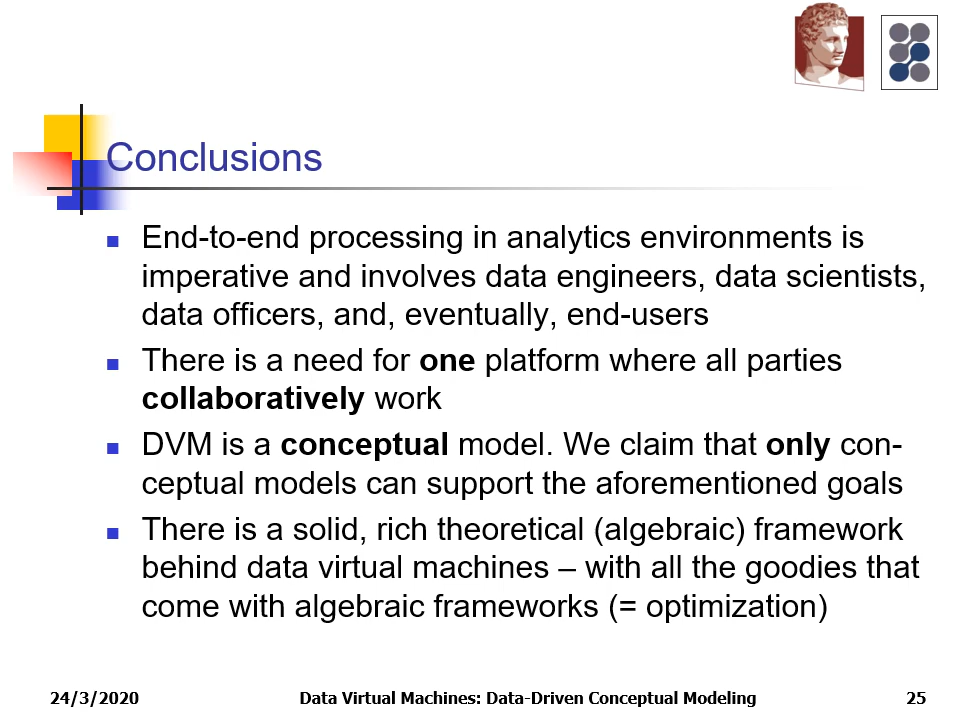 Conclusions
End-to-end processing in analytics environments is
imperative and involves data engineers, data scientists,
data officers, and, eventually, end-users
There is a need for one platform where all parties
collaboratively work
DVM is a conceptual model. We claim that only con-
ceptual models can support the aforementioned goals
There is a solid, rich theoretical (algebraic) framework
behind data virtual machines – with all the goodies that
come with algebraic frameworks (= optimization)
24/3/2020 Data Virtual Machines: Data-Driven Conceptual Modeling 25